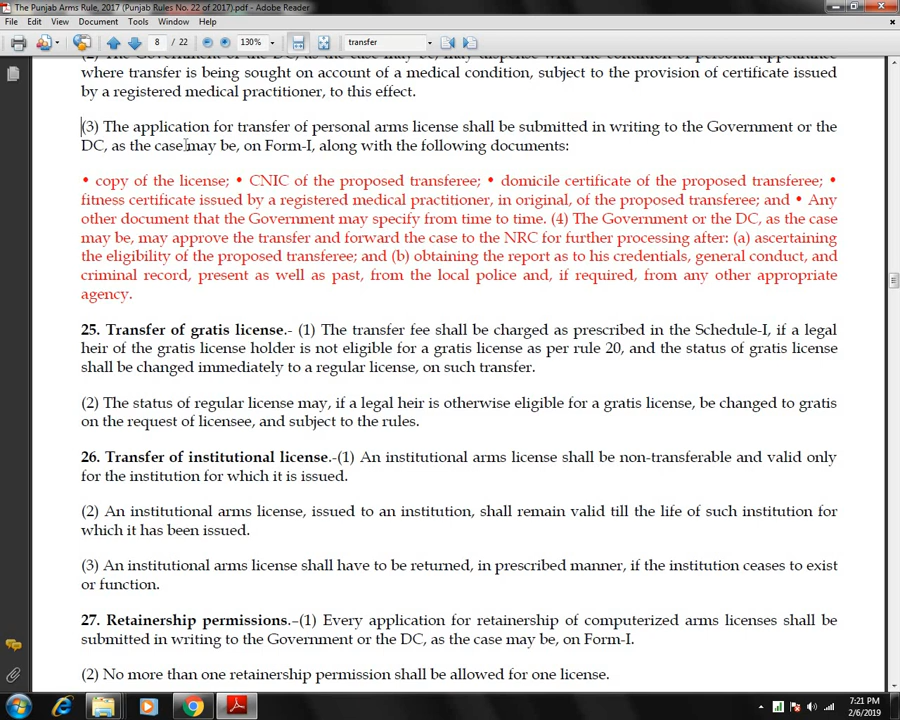 The Punjab Arms Rule, 2017 (Punjab Rules No. 22 of 2017).pdf - Adobe Reader
File Edit View Document Tools Window Help
8 / 22 130% transfer
(2) The Government or the DC, as the case may be, may dispense with the condition of personal appearance
where transfer is being sought on account of a medical condition, subject to the provision of certificate issued
by a registered medical practitioner, to this effect.
(3) The application for transfer of personal arms license shall be submitted in writing to the Government or the
DC, as the case may be, on Form-I, along with the following documents:
• copy of the license; • CNIC of the proposed transferee; • domicile certificate of the proposed transferee; •
fitness certificate issued by a registered medical practitioner, in original, of the proposed transferee; and • Any
other document that the Government may specify from time to time. (4) The Government or the DC, as the case
may be, may approve the transfer and forward the case to the NRC for further processing after: (a) ascertaining
the eligibility of the proposed transferee; and (b) obtaining the report as to his credentials, general conduct, and
criminal record, present as well as past, from the local police and, if required, from any other appropriate
agency.
25. Transfer of gratis license.- (1) The transfer fee shall be charged as prescribed in the Schedule-I, if a legal
heir of the gratis license holder is not eligible for a gratis license as per rule 20, and the status of gratis license
shall be changed immediately to a regular license, on such transfer.
(2) The status of regular license may, if a legal heir is otherwise eligible for a gratis license, be changed to gratis
on the request of licensee, and subject to the rules.
26. Transfer of institutional license.-(1) An institutional arms license shall be non-transferable and valid only
for the institution for which it is issued.
(2) An institutional arms license, issued to an institution, shall remain valid till the life of such institution for
which it has been issued.
(3) An institutional arms license shall have to be returned, in prescribed manner, if the institution ceases to exist
or function.
27. Retainership permissions.–(1) Every application for retainership of computerized arms licenses shall be
submitted in writing to the Government or the DC, as the case may be, on Form-I.
(2) No more than one retainership permission shall be allowed for one license.
7:21 PM
2/6/2019